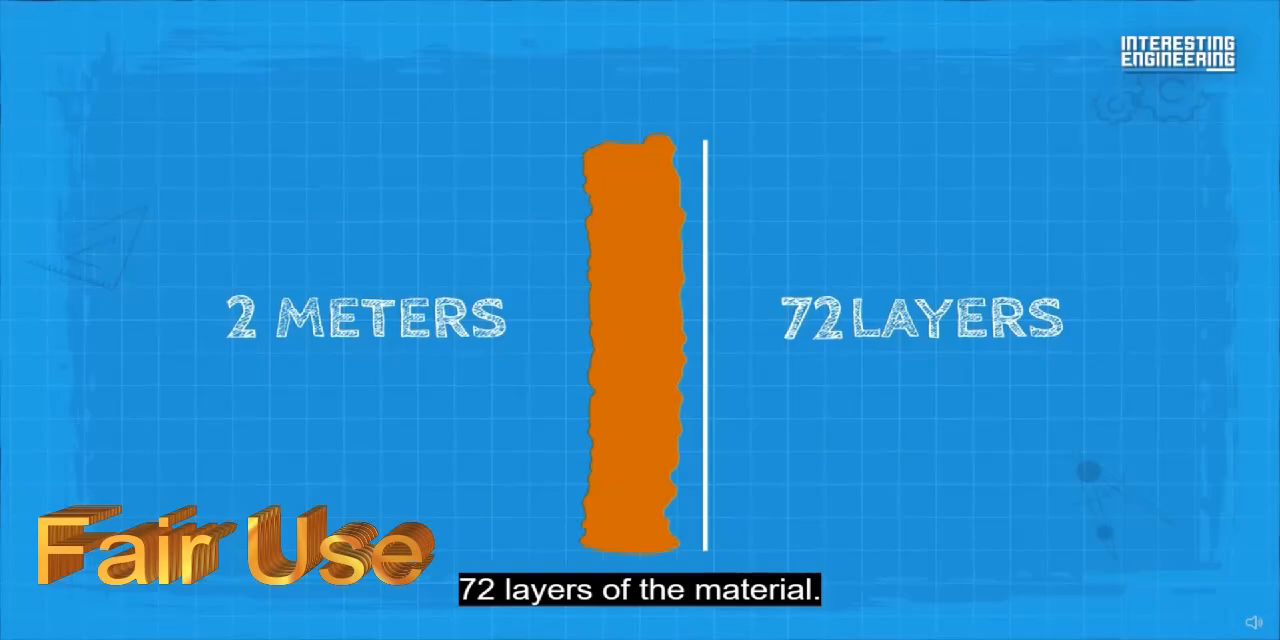 INTERESTING
ENGINEERING
2 METERS
72 LAYERS
Fair Use
72 layers of the material.